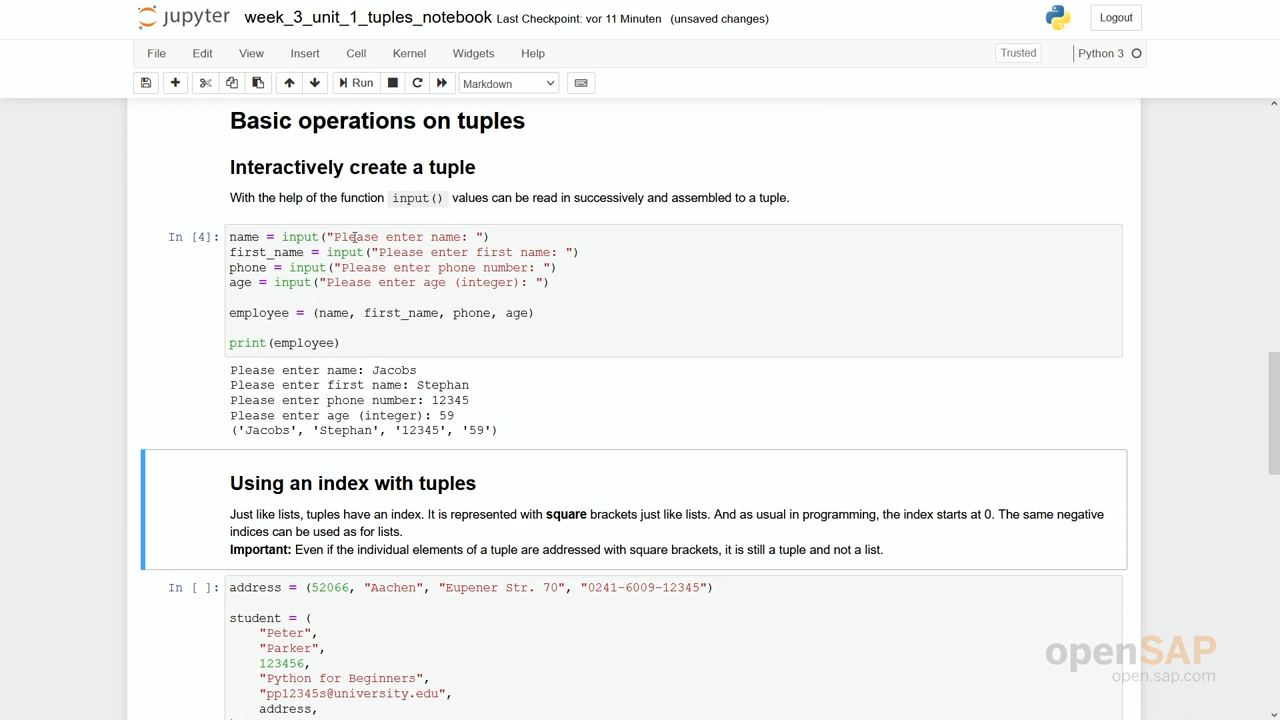 jupyter week_3_unit_1_tuples_notebook Last Checkpoint: vor 11 Minuten (unsaved changes) Logout
File Edit View Insert Cell Kernel Widgets Help Trusted Python 3
Run Markdown
Basic operations on tuples
Interactively create a tuple
With the help of the function input() values can be read in successively and assembled to a tuple.
In [4]: name = input("Please enter name: ")
first_name = input("Please enter first name: ")
phone = input("Please enter phone number: ")
age = input("Please enter age (integer): ")
employee = (name, first_name, phone, age)
print(employee)
Please enter name: Jacobs
Please enter first name: Stephan
Please enter phone number: 12345
Please enter age (integer): 59
('Jacobs', 'Stephan', '12345', '59')
Using an index with tuples
Just like lists, tuples have an index. It is represented with square brackets just like lists. And as usual in programming, the index starts at 0. The same negative
indices can be used as for lists.
Important: Even if the individual elements of a tuple are addressed with square brackets, it is still a tuple and not a list.
In [ ]: address = (52066, "Aachen", "Eupener Str. 70", "0241-6009-12345")
student = (
"Peter",
"Parker",
123456,
"Python for Beginners",
"pp12345s@university.edu",
address,
openSAP
open.sap.com